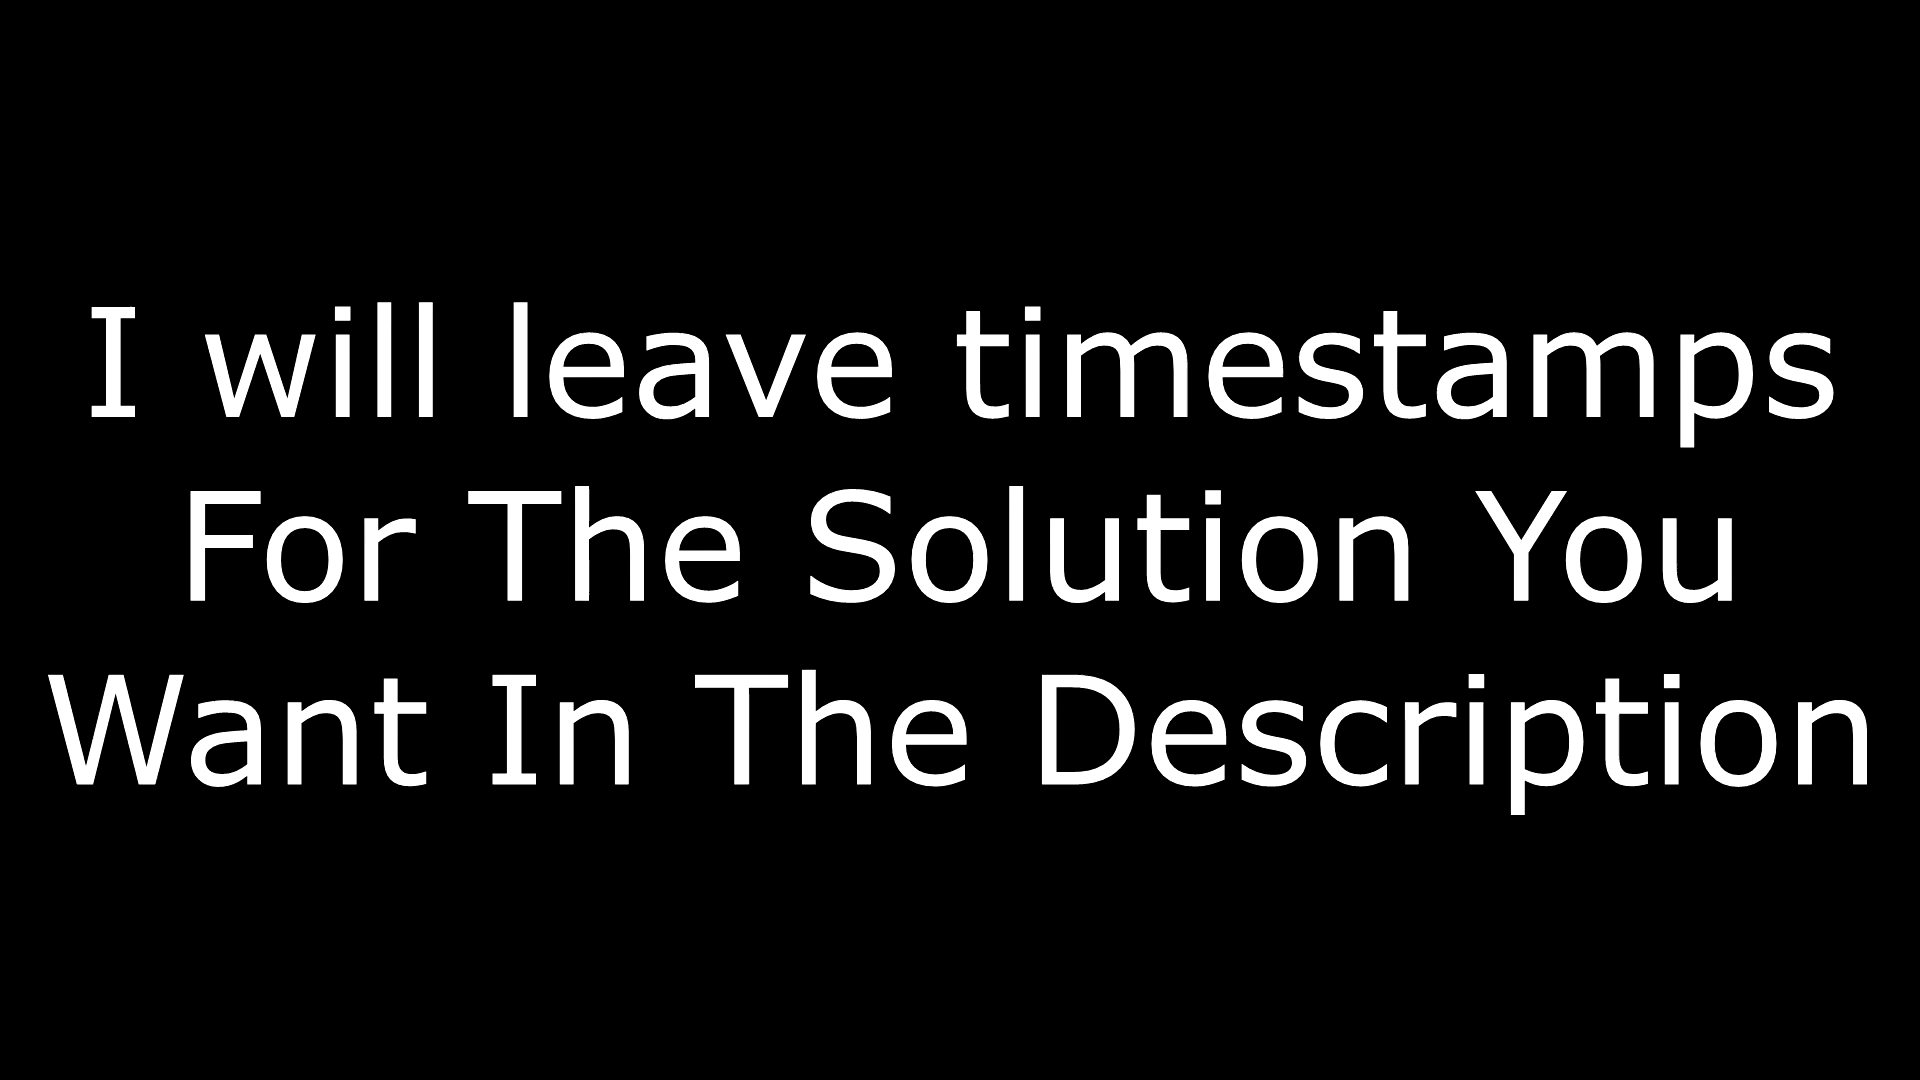 I will leave timestamps
For The Solution You
Want In The Description